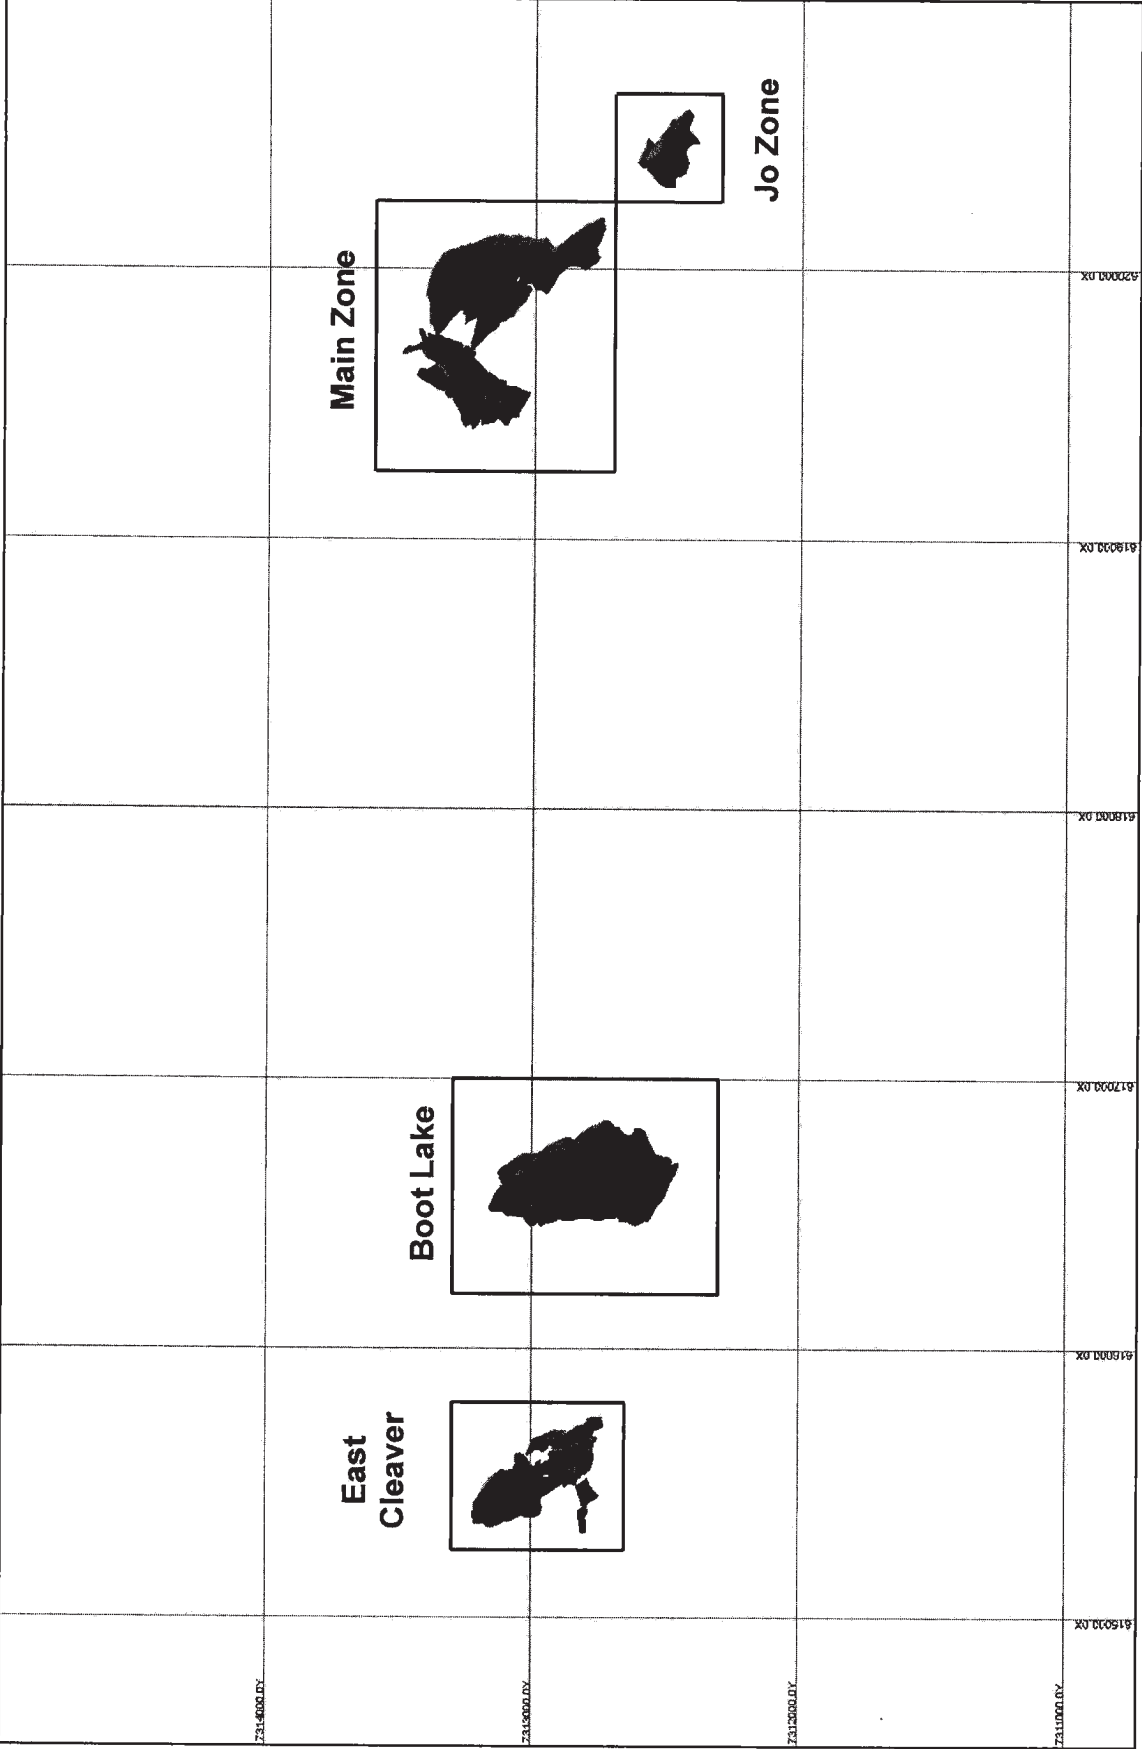 East
Cleaver
Boot Lake
Main Zone
Jo Zone
7314000.0Y
7313000.0Y
7312000.0Y
7311000.0Y
615000.0X
616000.0X
617000.0X
618000.0X
619000.0X
620000.0X